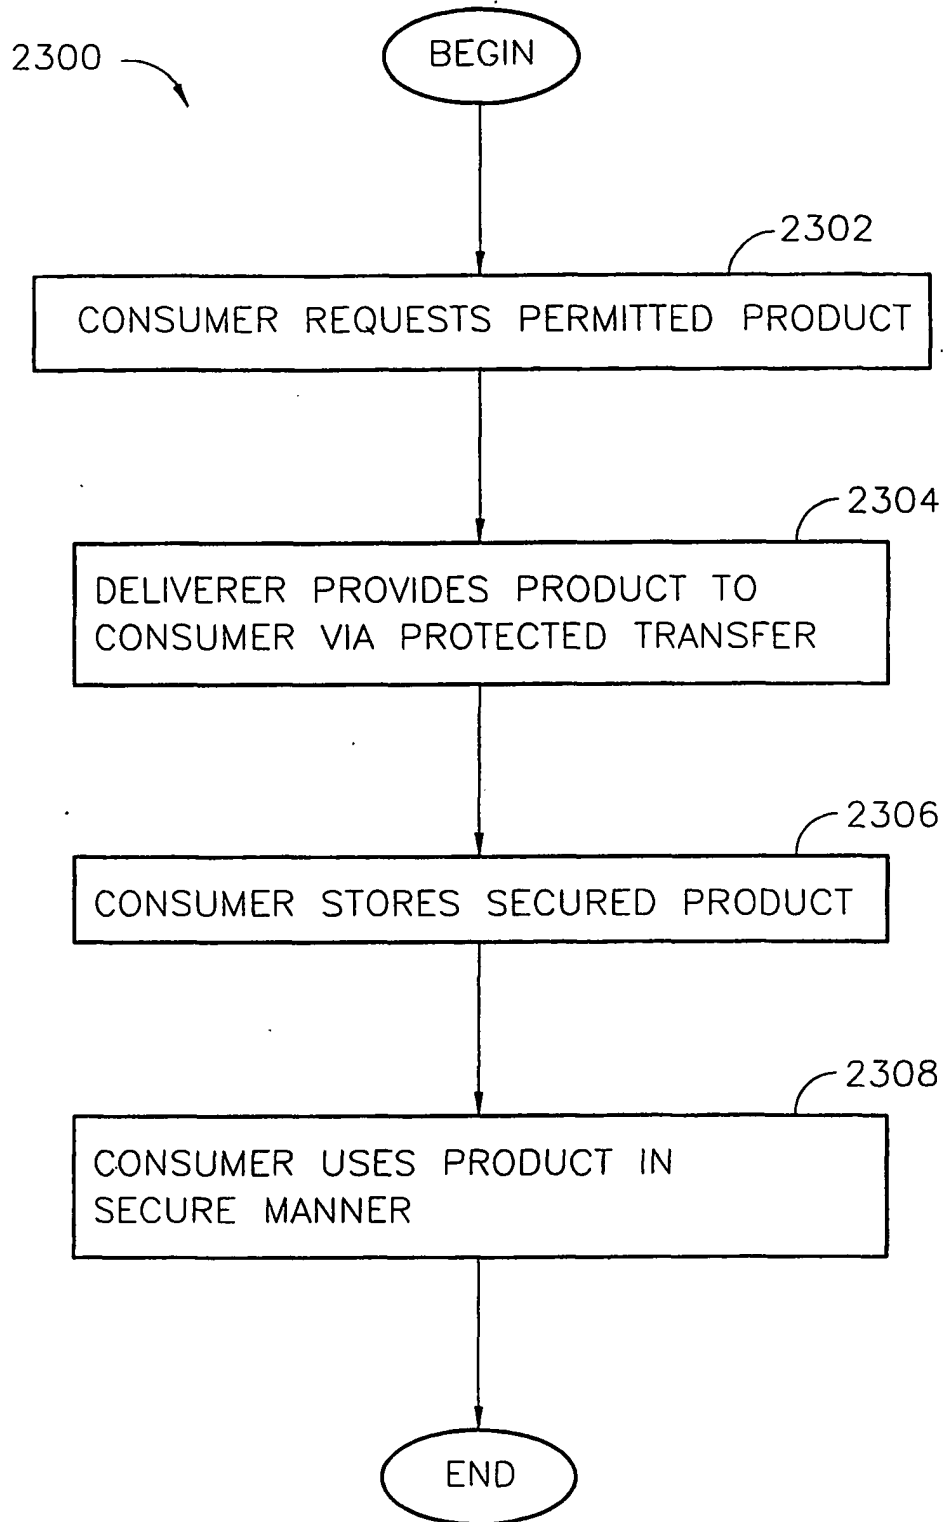 2300
BEGIN
2302
CONSUMER REQUESTS PERMITTED PRODUCT
2304
DELIVERER PROVIDES PRODUCT TO
CONSUMER VIA PROTECTED TRANSFER
2306
CONSUMER STORES SECURED PRODUCT
2308
CONSUMER USES PRODUCT IN
SECURE MANNER
END